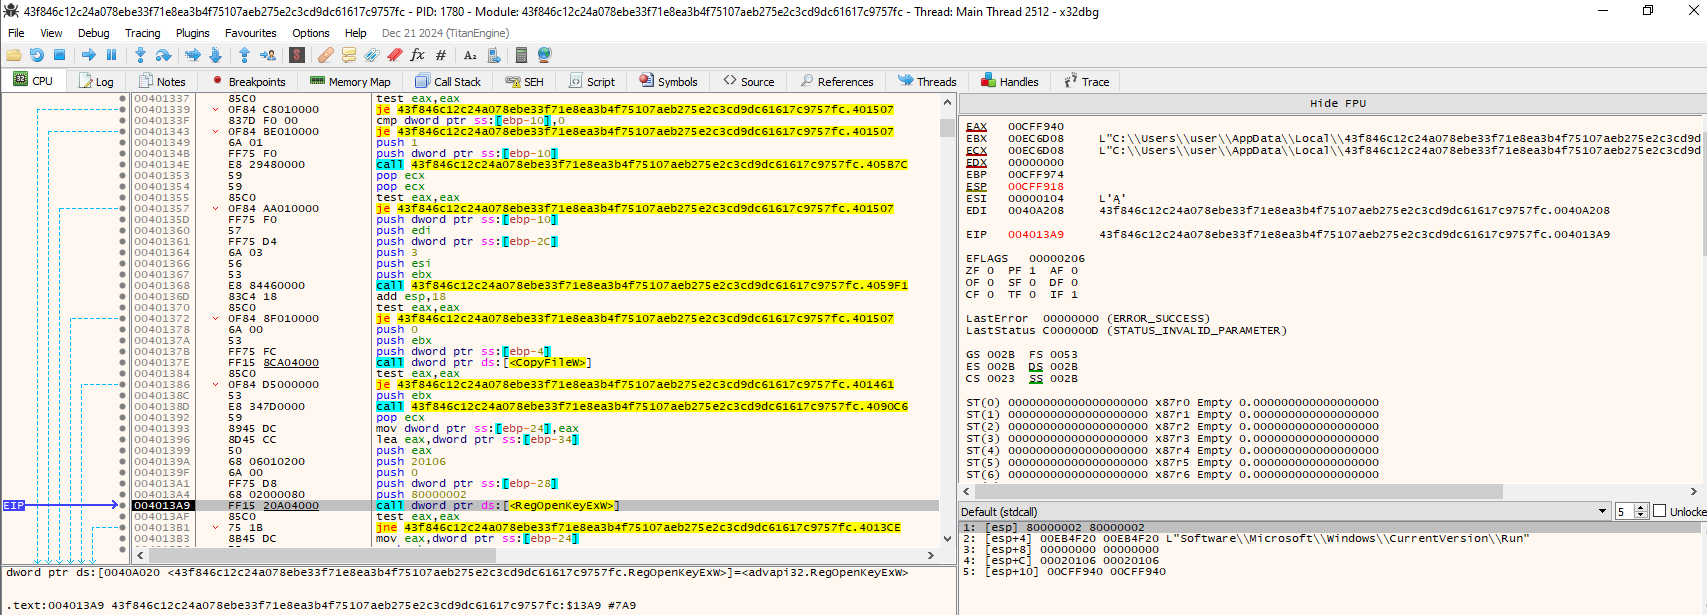 43f846c12c24a078ebe33f71e8ea3b4f75107aeb275e2c3cd9dc61617c9757fc - PID: 1780 - Module: 43f846c12c24a078ebe33f71e8ea3b4f75107aeb275e2c3cd9dc61617c9757fc - Thread: Main Thread 2512 - x32dbg
File View Debug Tracing Plugins Favourites Options Help Dec 21 2024 (TitanEngine)
CPU Log Notes Breakpoints Memory Map Call Stack SEH Script Symbols Source References Threads Handles Trace
00401337 85C0 test eax,eax
00401339 0F84 C8010000 je 43f846c12c24a078ebe33f71e8ea3b4f75107aeb275e2c3cd9dc61617c9757fc.401507
0040133F 837D F0 00 cmp dword ptr ss:[ebp-10],0
00401343 0F84 BE010000 je 43f846c12c24a078ebe33f71e8ea3b4f75107aeb275e2c3cd9dc61617c9757fc.401507
00401349 6A 01 push 1
0040134B FF75 F0 push dword ptr ss:[ebp-10]
0040134E E8 29480000 call 43f846c12c24a078ebe33f71e8ea3b4f75107aeb275e2c3cd9dc61617c9757fc.405B7C
00401353 59 pop ecx
00401354 59 pop ecx
00401355 85C0 test eax,eax
00401357 0F84 AA010000 je 43f846c12c24a078ebe33f71e8ea3b4f75107aeb275e2c3cd9dc61617c9757fc.401507
0040135D FF75 F0 push dword ptr ss:[ebp-10]
00401360 57 push edi
00401361 FF75 D4 push dword ptr ss:[ebp-2C]
00401364 6A 03 push 3
00401366 56 push esi
00401367 53 push ebx
00401368 E8 84460000 call 43f846c12c24a078ebe33f71e8ea3b4f75107aeb275e2c3cd9dc61617c9757fc.4059F1
0040136D 83C4 18 add esp,18
00401370 85C0 test eax,eax
00401372 0F84 8F010000 je 43f846c12c24a078ebe33f71e8ea3b4f75107aeb275e2c3cd9dc61617c9757fc.401507
00401378 6A 00 push 0
0040137A 53 push ebx
0040137B FF75 FC push dword ptr ss:[ebp-4]
0040137E FF15 8CA04000 call dword ptr ds:[<CopyFileW>]
00401384 85C0 test eax,eax
00401386 0F84 D5000000 je 43f846c12c24a078ebe33f71e8ea3b4f75107aeb275e2c3cd9dc61617c9757fc.401461
0040138C 53 push ebx
0040138D E8 347D0000 call 43f846c12c24a078ebe33f71e8ea3b4f75107aeb275e2c3cd9dc61617c9757fc.4090C6
00401392 59 pop ecx
00401393 8945 DC mov dword ptr ss:[ebp-24],eax
00401396 8D45 CC lea eax,dword ptr ss:[ebp-34]
00401399 50 push eax
0040139A 68 06010200 push 20106
0040139F 6A 00 push 0
004013A1 FF75 D8 push dword ptr ss:[ebp-28]
004013A4 68 02000080 push 80000002
EIP 004013A9 FF15 20A04000 call dword ptr ds:[<RegOpenKeyExW>]
004013AF 85C0 test eax,eax
004013B1 75 1B jne 43f846c12c24a078ebe33f71e8ea3b4f75107aeb275e2c3cd9dc61617c9757fc.4013CE
004013B3 8B45 DC mov eax,dword ptr ss:[ebp-24]
dword ptr ds:[0040A020 <43f846c12c24a078ebe33f71e8ea3b4f75107aeb275e2c3cd9dc61617c9757fc.RegOpenKeyExW>]=<advapi32.RegOpenKeyExW>
.text:004013A9 43f846c12c24a078ebe33f71e8ea3b4f75107aeb275e2c3cd9dc61617c9757fc:$13A9 #7A9
Hide FPU
EAX 00CFF940
EBX 00EC6D08 L"C:\\Users\\user\\AppData\\Local\\43f846c12c24a078ebe33f71e8ea3b4f75107aeb275e2c3cd9d
ECX 00EC6D08 L"C:\\Users\\user\\AppData\\Local\\43f846c12c24a078ebe33f71e8ea3b4f75107aeb275e2c3cd9d
EDX 00000000
EBP 00CFF974
ESP 00CFF918
ESI 00000104 L'Ą'
EDI 0040A208 43f846c12c24a078ebe33f71e8ea3b4f75107aeb275e2c3cd9dc61617c9757fc.0040A208
EIP 004013A9 43f846c12c24a078ebe33f71e8ea3b4f75107aeb275e2c3cd9dc61617c9757fc.004013A9
EFLAGS 00000206
ZF 0 PF 1 AF 0
OF 0 SF 0 DF 0
CF 0 TF 0 IF 1
LastError 00000000 (ERROR_SUCCESS)
LastStatus C000000D (STATUS_INVALID_PARAMETER)
GS 002B FS 0053
ES 002B DS 002B
CS 0023 SS 002B
ST(0) 00000000000000000000 x87r0 Empty 0.000000000000000000
ST(1) 00000000000000000000 x87r1 Empty 0.000000000000000000
ST(2) 00000000000000000000 x87r2 Empty 0.000000000000000000
ST(3) 00000000000000000000 x87r3 Empty 0.000000000000000000
ST(4) 00000000000000000000 x87r4 Empty 0.000000000000000000
ST(5) 00000000000000000000 x87r5 Empty 0.000000000000000000
ST(6) 00000000000000000000 x87r6 Empty 0.000000000000000000
Default (stdcall) 5 Unlocke
1: [esp] 80000002 80000002
2: [esp+4] 00EB4F20 00EB4F20 L"Software\\Microsoft\\Windows\\CurrentVersion\\Run"
3: [esp+8] 00000000 00000000
4: [esp+C] 00020106 00020106
5: [esp+10] 00CFF940 00CFF940